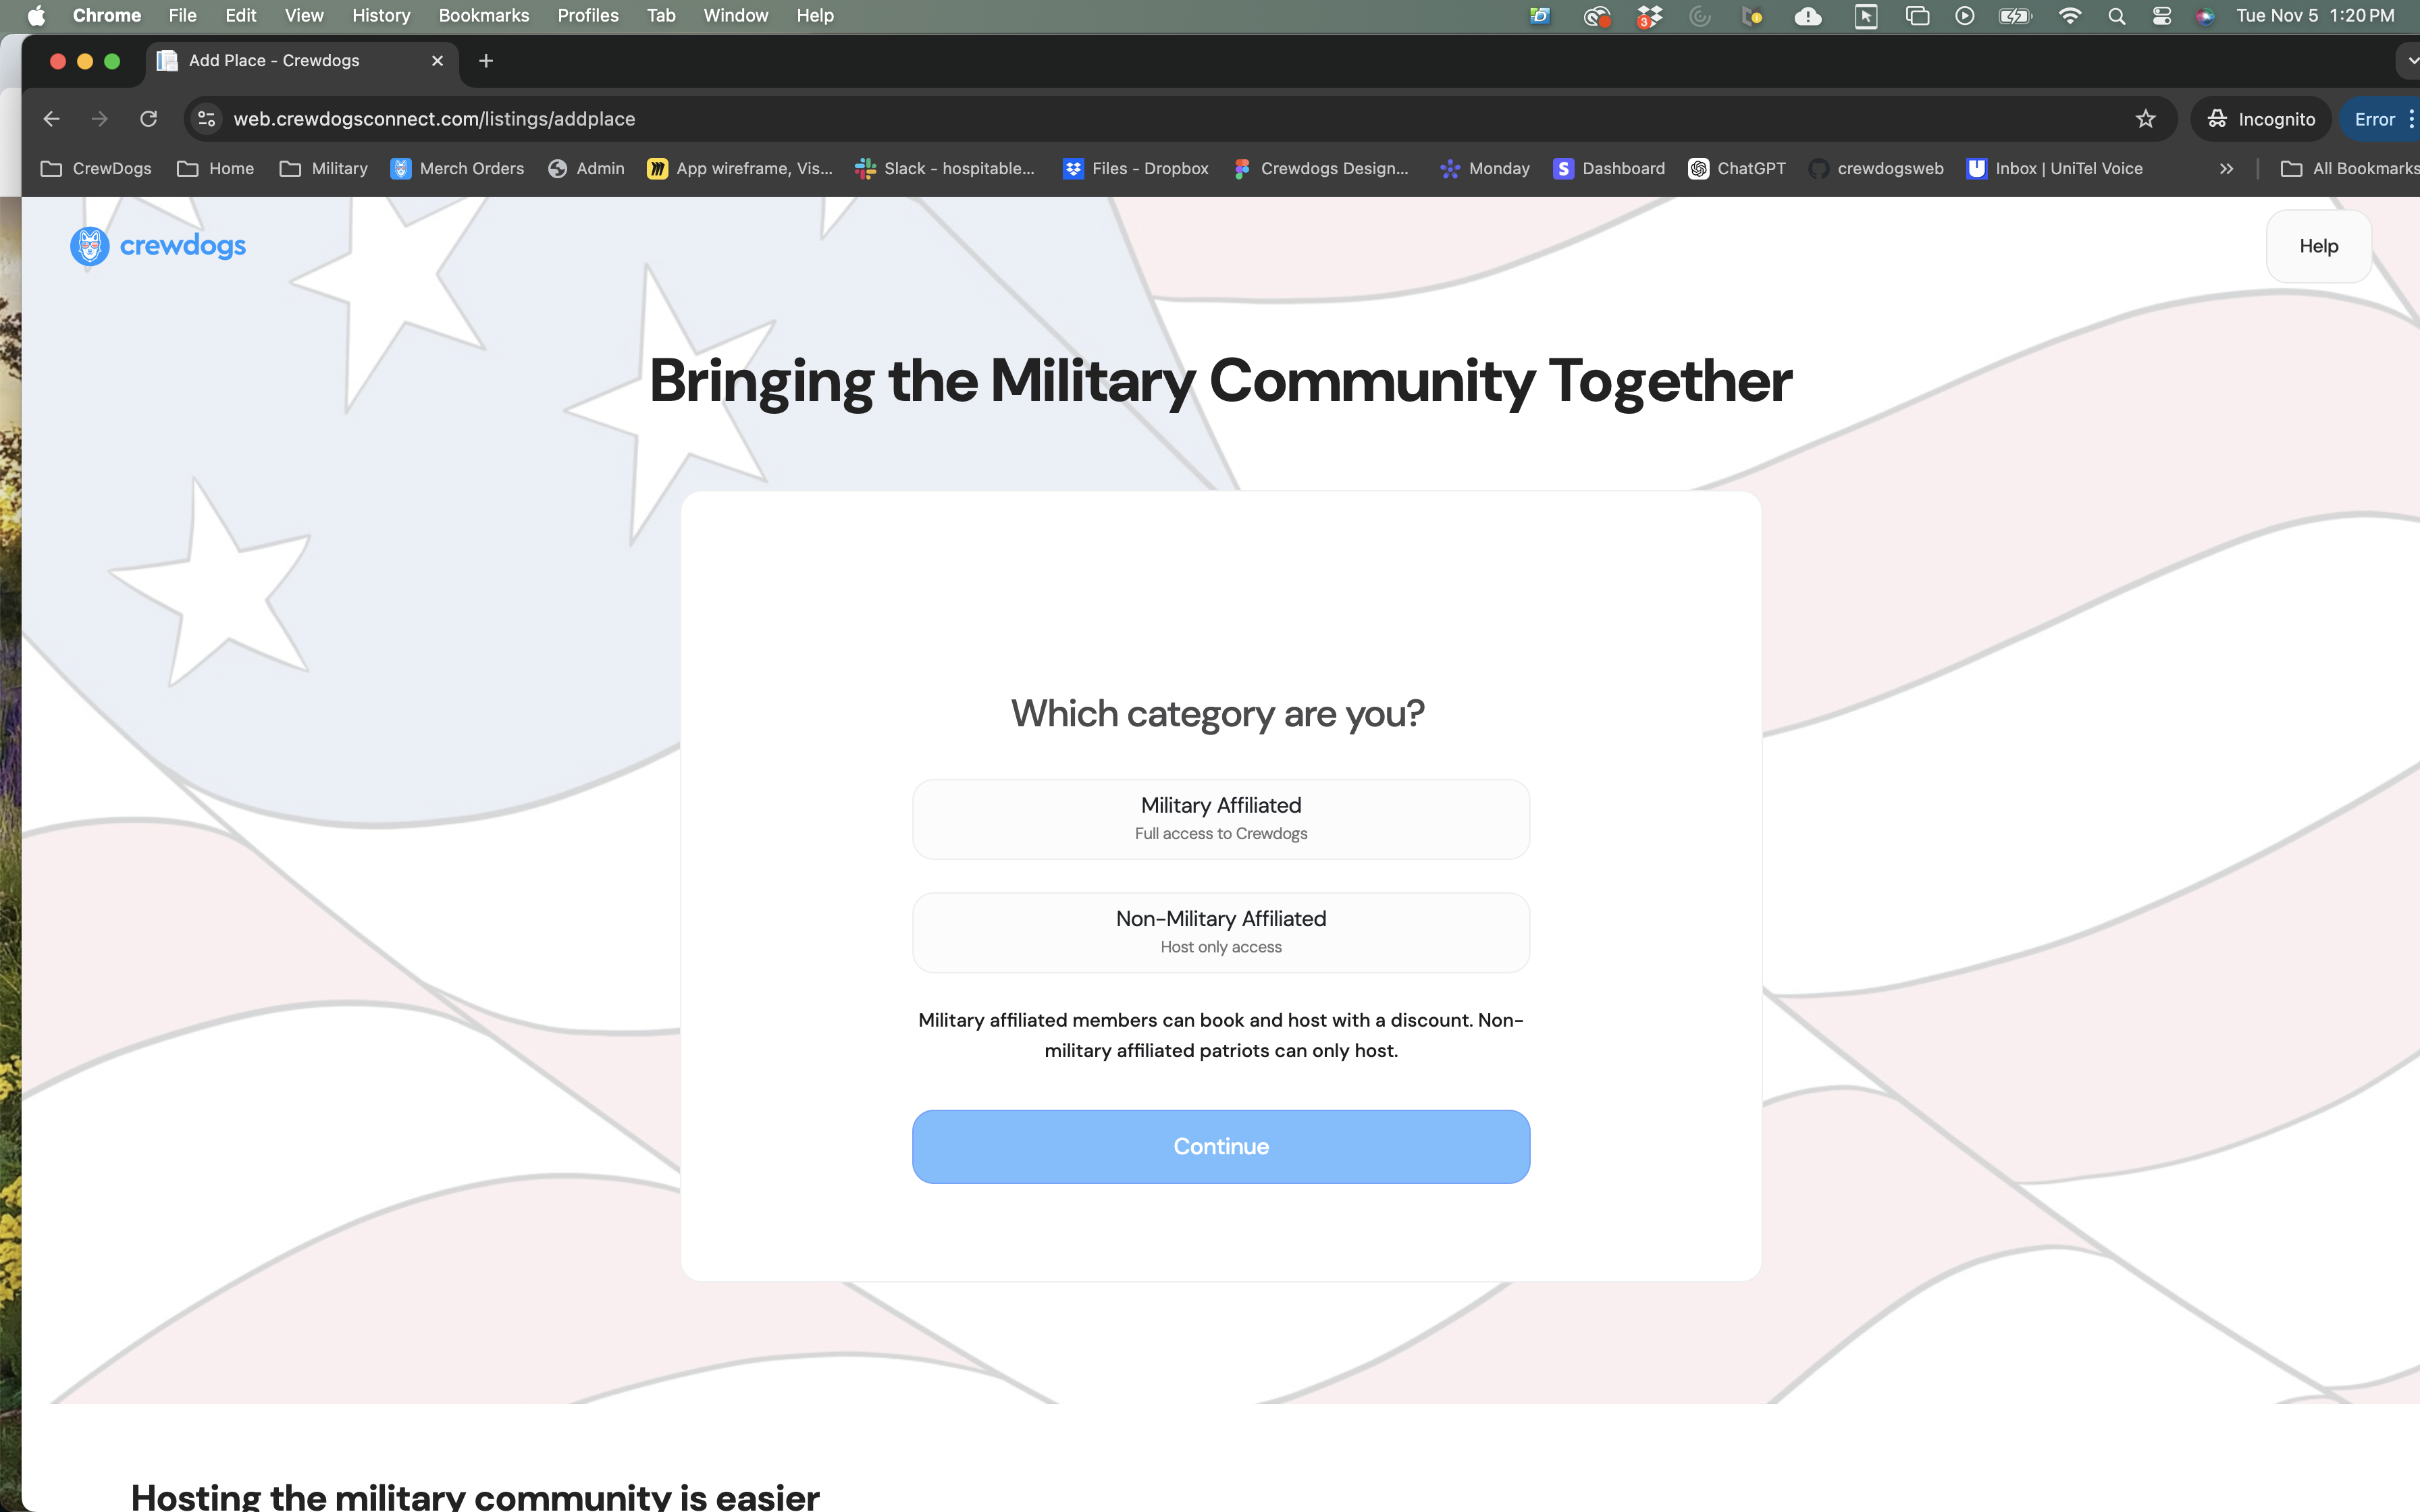 Chrome File Edit View History Bookmarks Profiles Tab Window Help 3 Tue Nov 5 1:20 PM
Add Place - Crewdogs
web.crewdogsconnect.com/listings/addplace Incognito Error
CrewDogs Home Military Merch Orders Admin App wireframe, Vis... Slack - hospitable... Files - Dropbox Crewdogs Design... Monday Dashboard ChatGPT crewdogsweb Inbox | UniTel Voice All Bookmarks
crewdogs Help
Bringing the Military Community Together
Which category are you?
Military Affiliated
Full access to Crewdogs
Non-Military Affiliated
Host only access
Military affiliated members can book and host with a discount. Non-
military affiliated patriots can only host.
Continue
Hosting the military community is easier